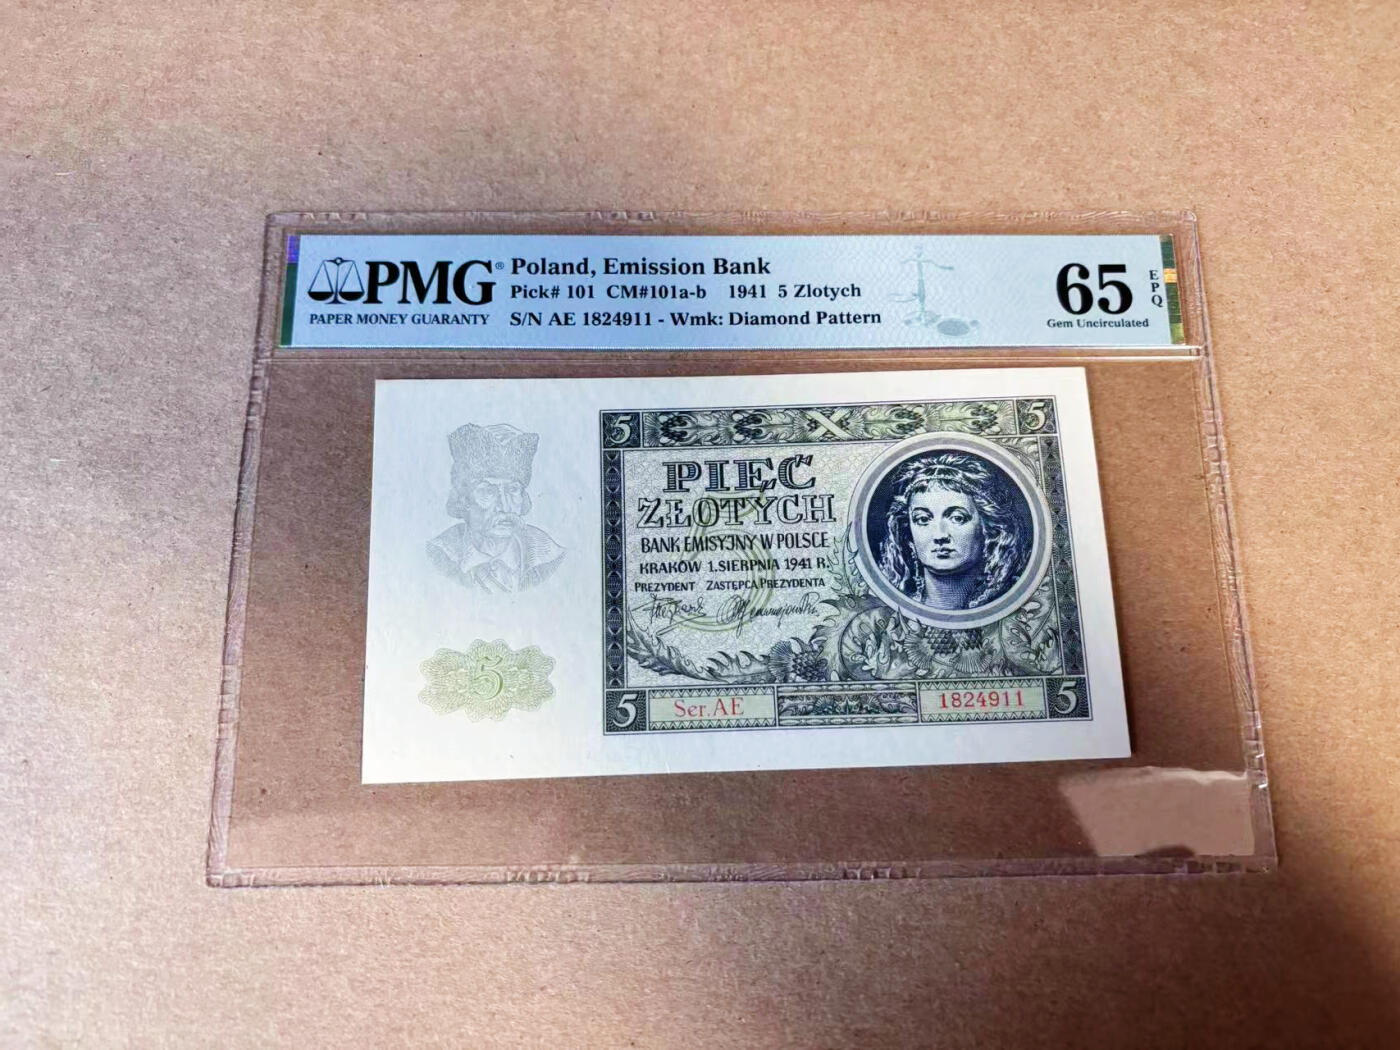 PMG®
PAPER MONEY GUARANTY
Poland, Emission Bank
Pick# 101 CM#101a-b 1941 5 Zlotych
S/N AE 1824911 - Wmk: Diamond Pattern
65
EPQ
Gem Uncirculated
5 5
PIĘĆ
ZŁOTYCH
BANK EMISYJNY W POLSCE
KRAKÓW 1. SIERPNIA 1941 R.
PREZYDENT ZASTĘPCA PREZYDENTA
5
5 Ser. AE 1824911 5